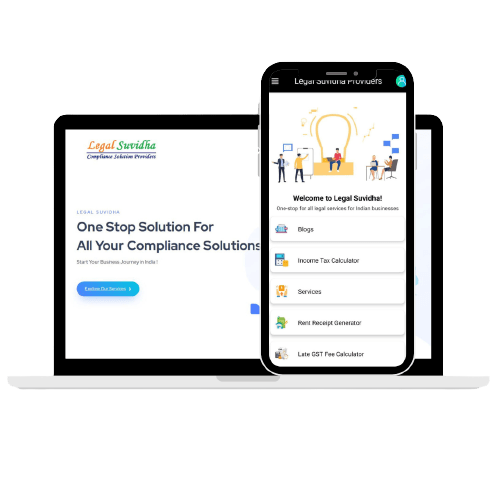 Legal Suvidha
Compliance Solution Providers
LEGAL SUVIDHA
One Stop Solution For
All Your Compliance Solutions
Start Your Business Journey in India !
Explore Our Services
Legal Suvidha Providers
Welcome to Legal Suvidha!
One-stop for all legal services for Indian businesses
Blogs
Income Tax Calculator
Services
Rent Receipt Generator
Late GST Fee Calculator